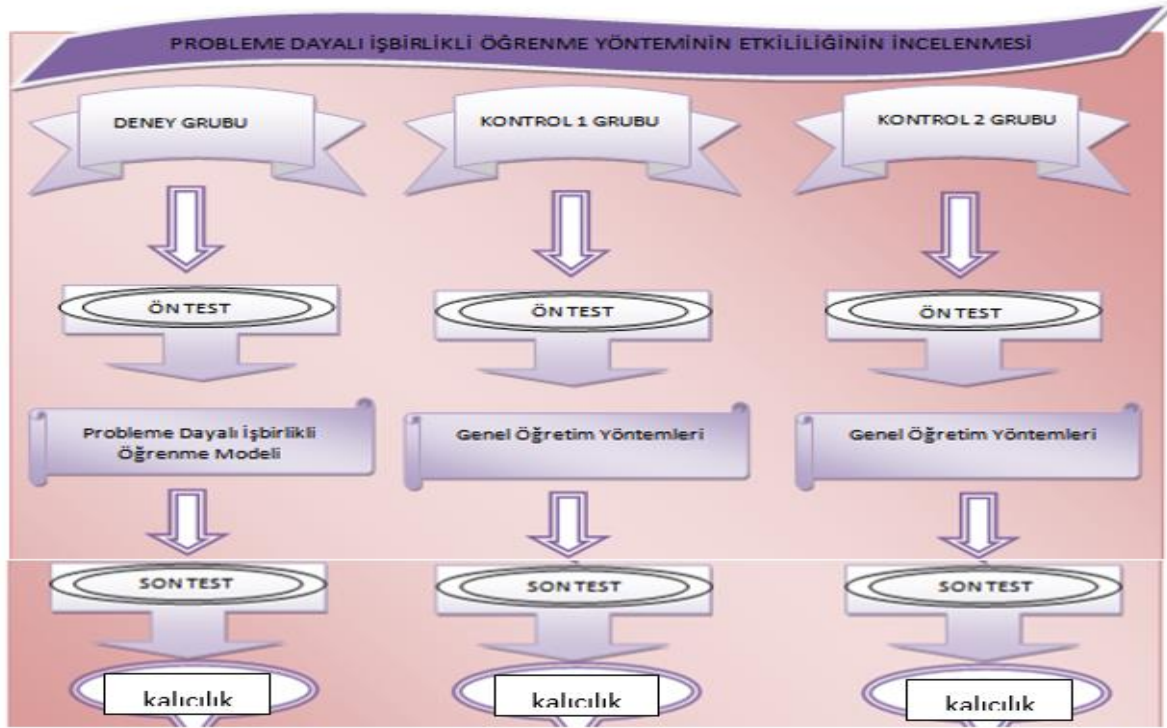 PROBLEME DAYALI İŞBİRLİKLİ ÖĞRENME YÖNTEMİNİN ETKİLİLİĞİNİN İNCELENMESİ
DENEY GRUBU
KONTROL 1 GRUBU
KONTROL 2 GRUBU
ÖN TEST
ÖN TEST
ÖN TEST
Probleme Dayalı İşbirlikli
Öğrenme Modeli
Genel Öğretim Yöntemleri
Genel Öğretim Yöntemleri
SON TEST
SON TEST
SON TEST
kalıcılık
kalıcılık
kalıcılık